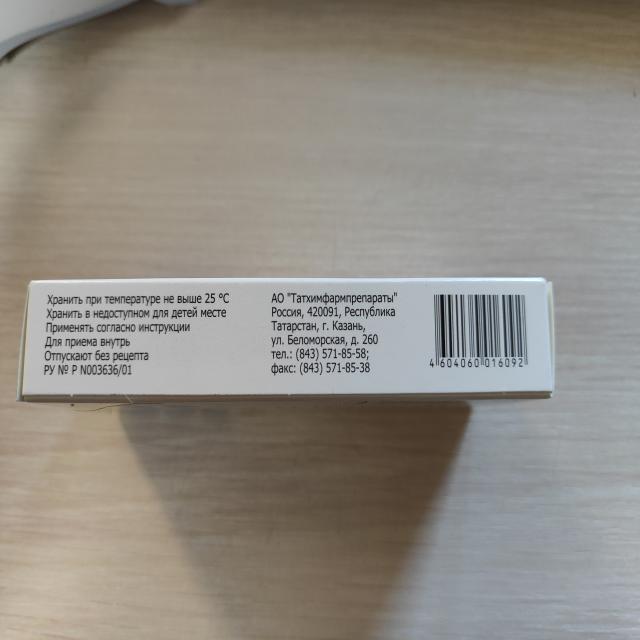 Хранить при температуре не выше 25 °С
Хранить в недоступном для детей месте
Применять согласно инструкции
Для приема внутрь
Отпускают без рецепта
РУ № Р N003636/01
АО "Татхимфармпрепараты"
Россия, 420091, Республика
Татарстан, г. Казань,
ул. Беломорская, д. 260
тел.: (843) 571-85-58;
факс: (843) 571-85-38
4 604060 016092